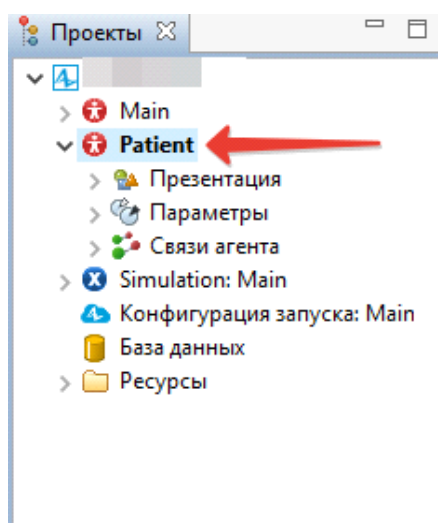 Проекты
Main
Patient
Презентация
Параметры
Связи агента
Simulation: Main
Конфигурация запуска: Main
База данных
Ресурсы